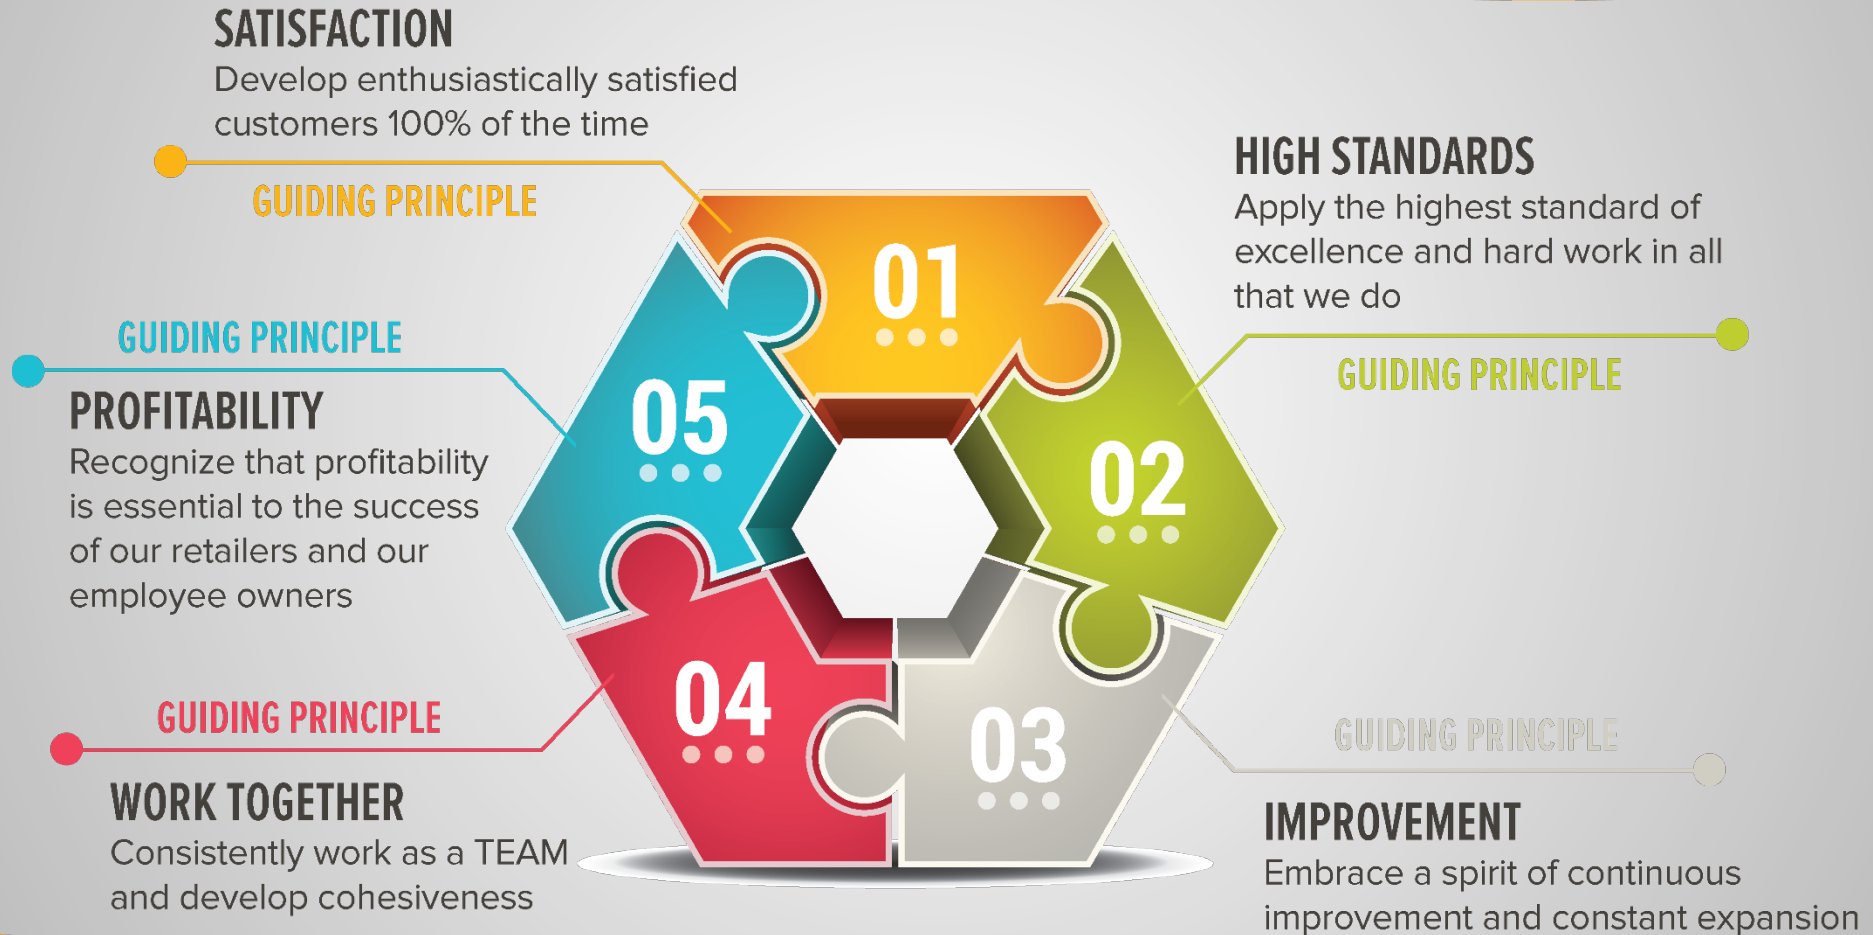 SATISFACTION
Develop enthusiastically satisfied
customers 100% of the time
GUIDING PRINCIPLE
01
HIGH STANDARDS
Apply the highest standard of
excellence and hard work in all
that we do
GUIDING PRINCIPLE
02
GUIDING PRINCIPLE
IMPROVEMENT
Embrace a spirit of continuous
improvement and constant expansion
03
GUIDING PRINCIPLE
WORK TOGETHER
Consistently work as a TEAM
and develop cohesiveness
04
GUIDING PRINCIPLE
PROFITABILITY
Recognize that profitability
is essential to the success
of our retailers and our
employee owners
05